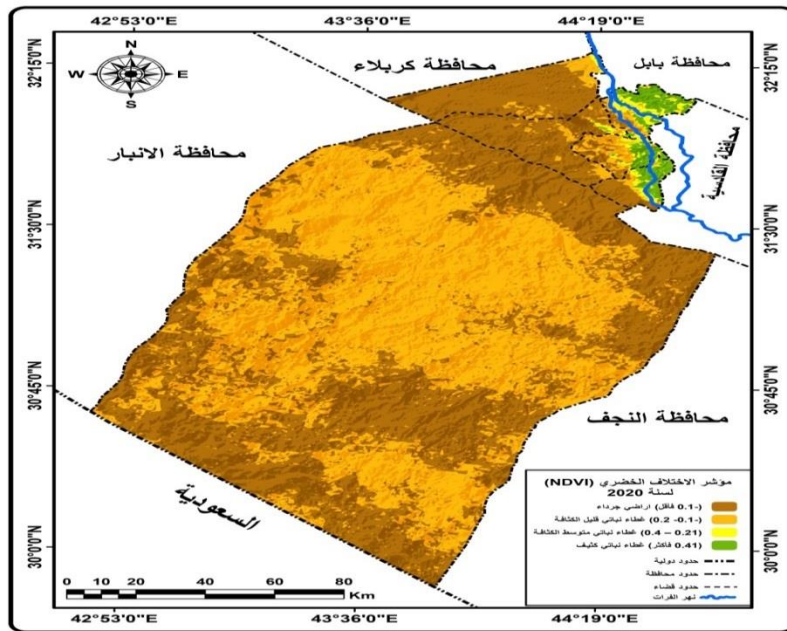 42°53'0"E 43°36'0"E 44°19'0"E
32°15'0"N
32°15'0"N
N
W E
S
محافظة كربلاء
محافظة بابل
محافظة الانبار
محافظة القادسية
31°30'0"N
31°30'0"N
30°45'0"N
30°45'0"N
محافظة النجف
السعودية
30°0'0"N
30°0'0"N
مؤشر الاختلاف الخضري (NDVI)
لسنة 2020
(-0.1 فاقل) اراضي جرداء
(-0.1- 0.2) غطاء نباتي قليل الكثافة
(0.21 – 0.4) غطاء نباتي متوسط الكثافة
(0.41 فاكثر) غطاء نباتي كثيف
حدود دولية
حدود محافظة
حدود قضاء
نهر الفرات
0 10 20 40 60 80
Km
42°53'0"E 43°36'0"E 44°19'0"E